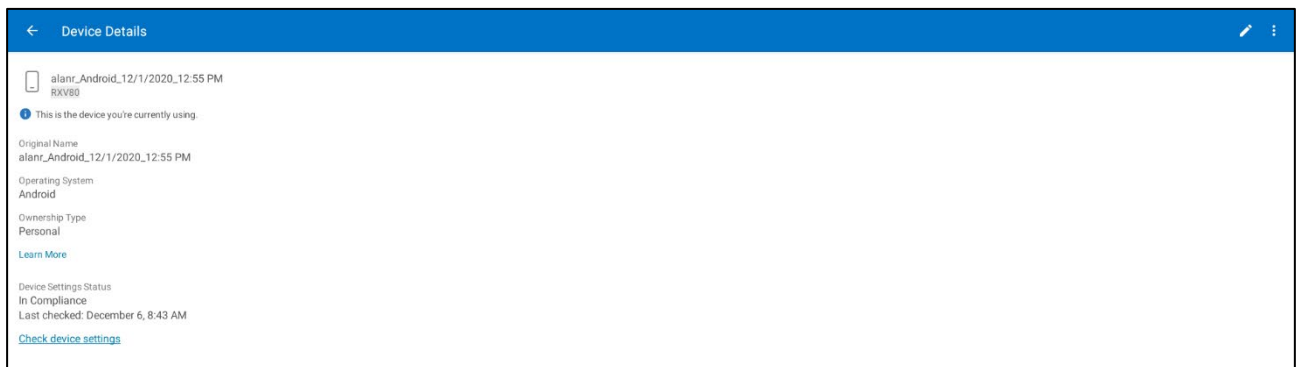 Device Details
alanr_Android_12/1/2020_12:55 PM
RXV80
This is the device you're currently using.
Original Name
alanr_Android_12/1/2020_12:55 PM
Operating System
Android
Ownership Type
Personal
Learn More
Device Settings Status
In Compliance
Last checked: December 6, 8:43 AM
Check device settings